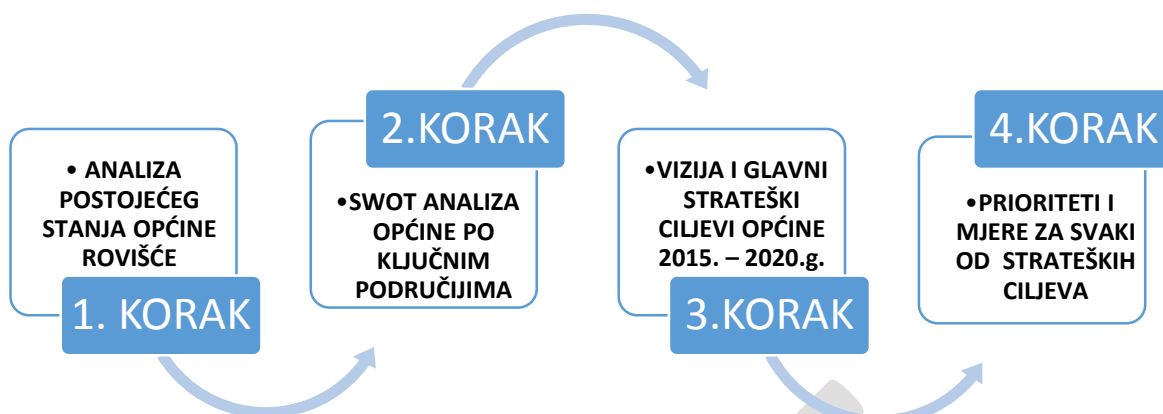 • ANALIZA
POSTOJEĆEG
STANJA OPĆINE
ROVIŠĆE
1. KORAK
2.KORAK
•SWOT ANALIZA
OPĆINE PO
KLJUČNIM
PODRUČIJIMA
•VIZIJA I GLAVNI
STRATEŠKI
CILJEVI OPĆINE
2015. – 2020.g.
3.KORAK
4.KORAK
•PRIORITETI I
MJERE ZA SVAKI
OD STRATEŠKIH
CILJEVA